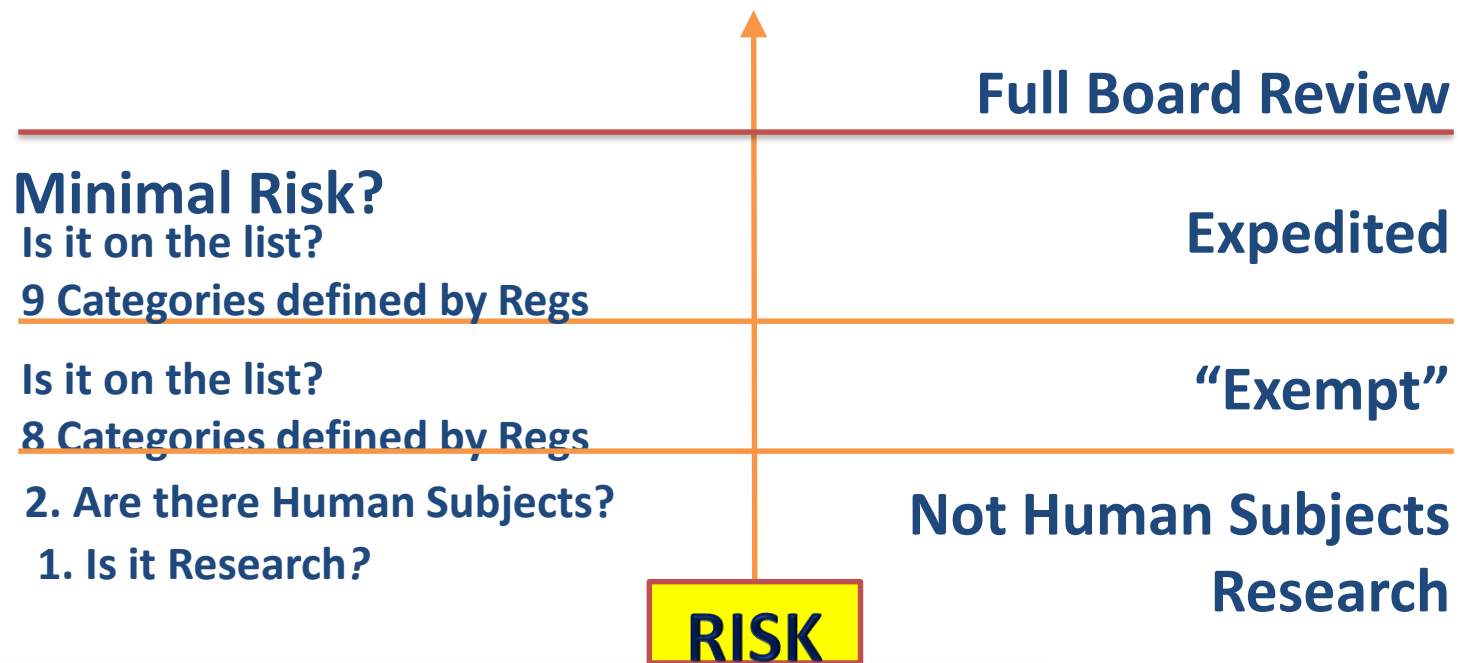 Full Board Review
Minimal Risk?
Is it on the list?
9 Categories defined by Regs
Expedited
Is it on the list?
8 Categories defined by Regs
“Exempt”
2. Are there Human Subjects?
1. Is it Research?
Not Human Subjects
Research
RISK